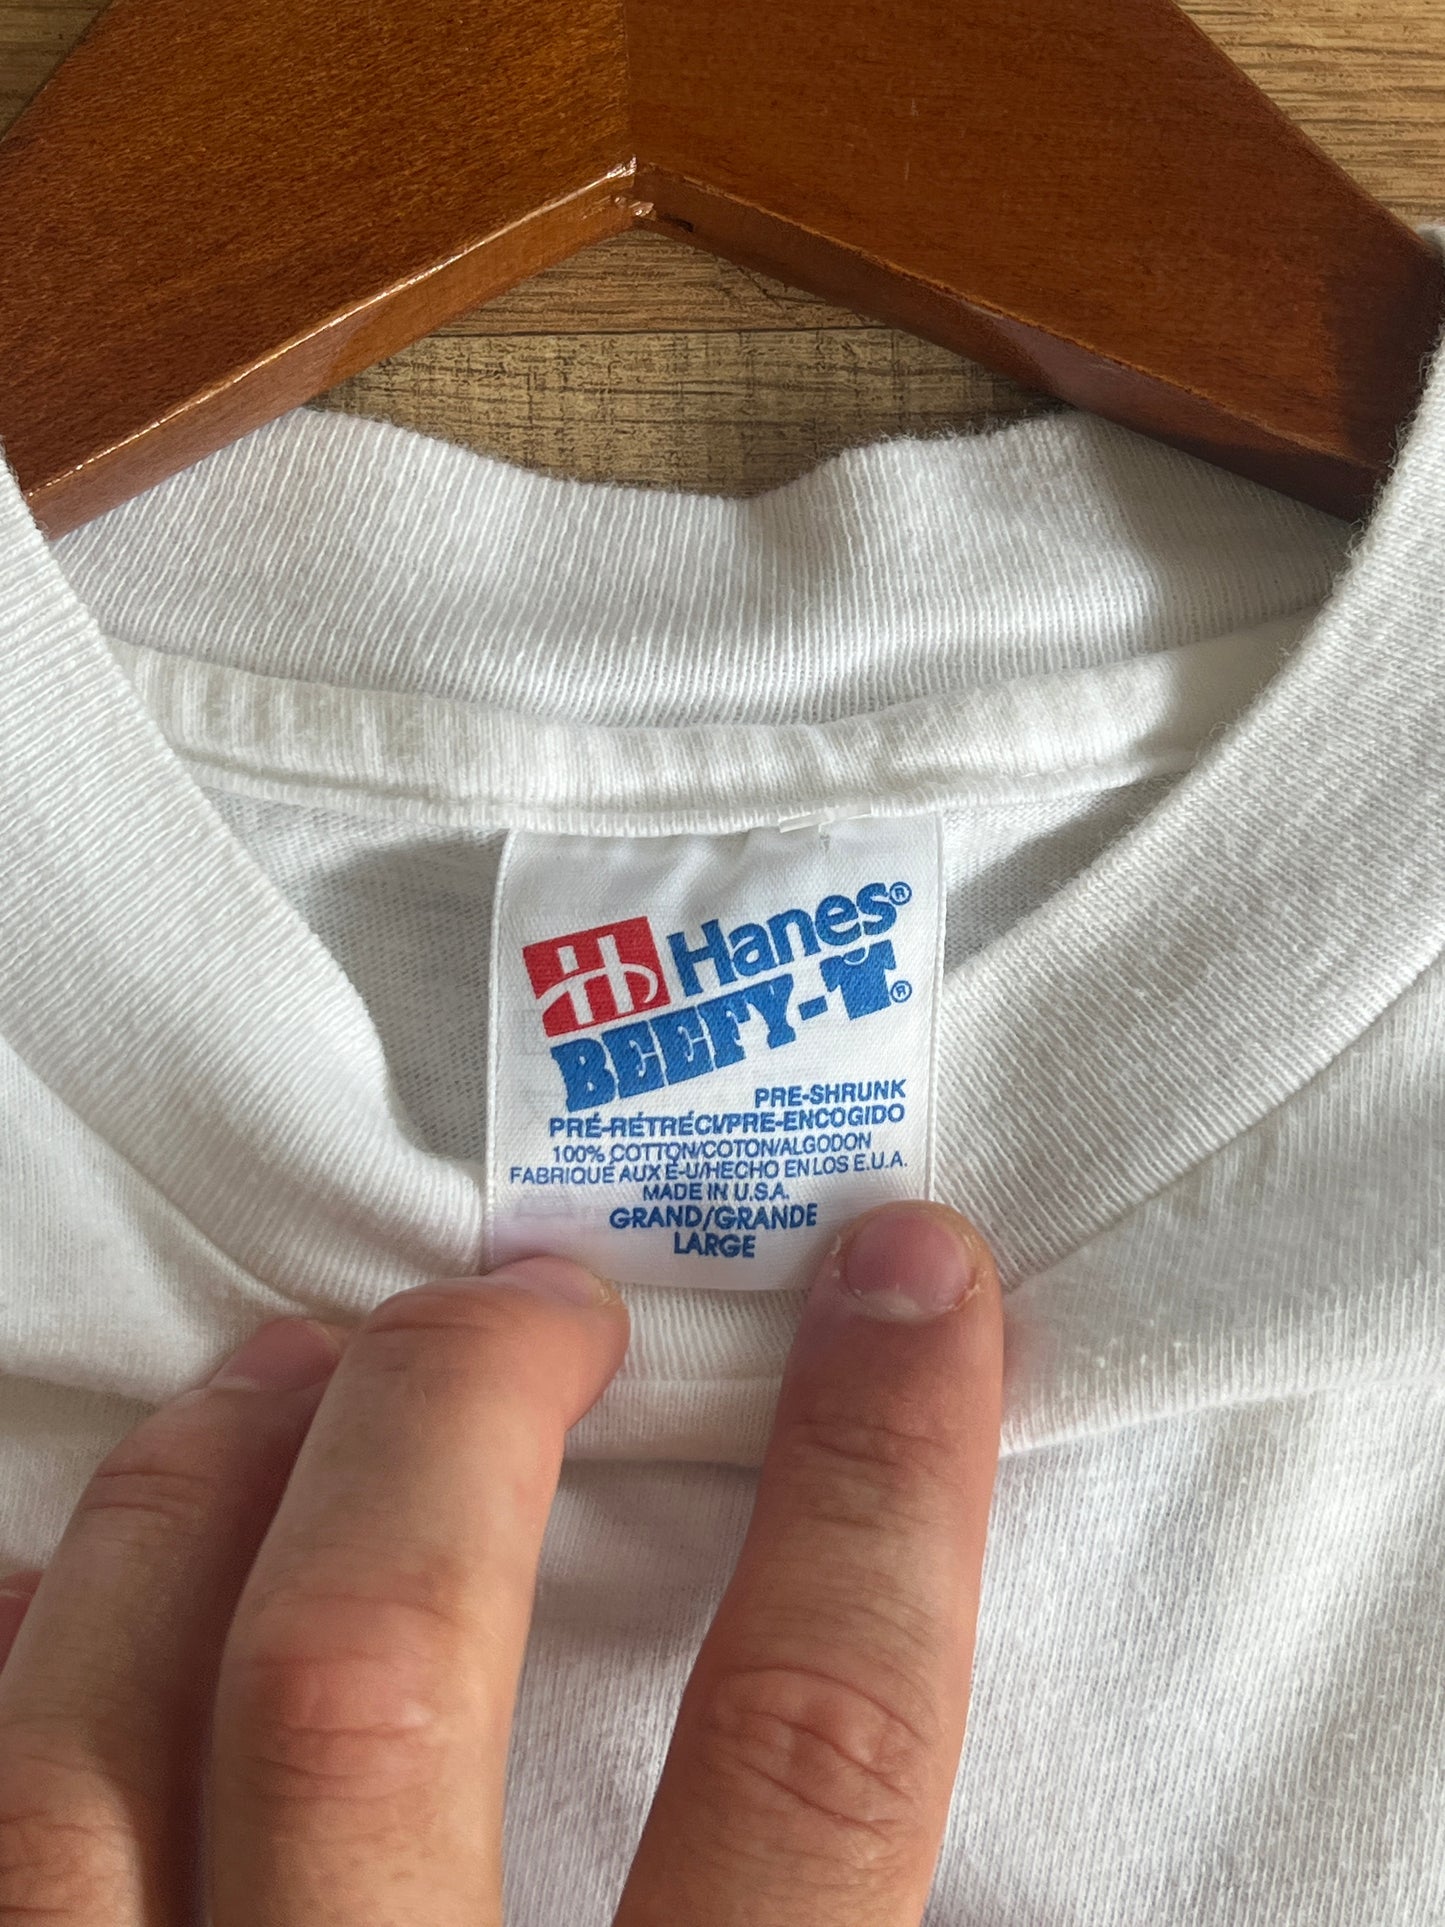 Hanes®
BEEFY-T®
PRE-SHRUNK
PRÉ-RÉTRÉCI/PRE-ENCOGIDO
100% COTTON/COTON/ALGODON
FABRIQUÉ AUX É-U/HECHO EN LOS E.U.A.
MADE IN U.S.A.
GRAND/GRANDE
LARGE